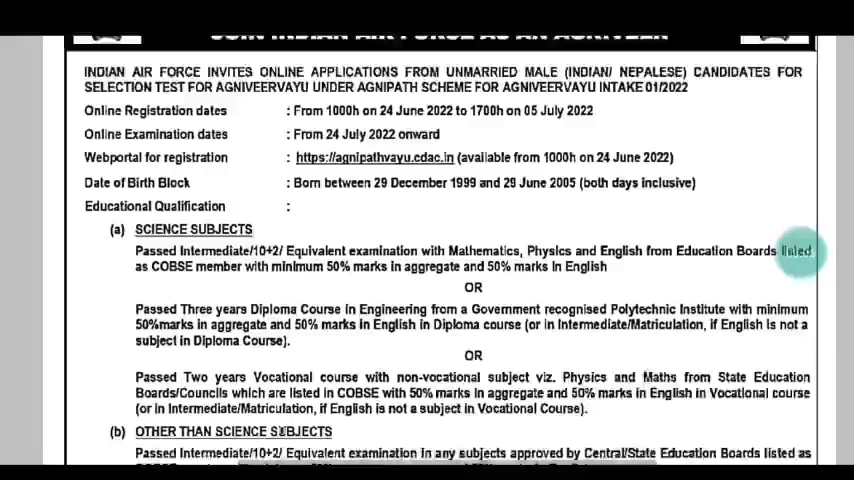 JOIN INDIAN AIR FORCE AS AN AGNIVEER
INDIAN AIR FORCE INVITES ONLINE APPLICATIONS FROM UNMARRIED MALE (INDIAN/ NEPALESE) CANDIDATES FOR
SELECTION TEST FOR AGNIVEERVAYU UNDER AGNIPATH SCHEME FOR AGNIVEERVAYU INTAKE 01/2022
Online Registration dates : From 1000h on 24 June 2022 to 1700h on 05 July 2022
Online Examination dates : From 24 July 2022 onward
Webportal for registration : https://agnipathvayu.cdac.in (available from 1000h on 24 June 2022)
Date of Birth Block : Born between 29 December 1999 and 29 June 2005 (both days inclusive)
Educational Qualification :
(a) SCIENCE SUBJECTS
Passed Intermediate/10+2/ Equivalent examination with Mathematics, Physics and English from Education Boards listed
as COBSE member with minimum 50% marks in aggregate and 50% marks in English
OR
Passed Three years Diploma Course in Engineering from a Government recognised Polytechnic Institute with minimum
50%marks in aggregate and 50% marks in English in Diploma course (or in Intermediate/Matriculation, if English is not a
subject in Diploma Course).
OR
Passed Two years Vocational course with non-vocational subject viz. Physics and Maths from State Education
Boards/Councils which are listed in COBSE with 50% marks in aggregate and 50% marks in English in Vocational course
(or in Intermediate/Matriculation, if English is not a subject in Vocational Course).
(b) OTHER THAN SCIENCE SUBJECTS
Passed Intermediate/10+2/ Equivalent examination in any subjects approved by Central/State Education Boards listed as